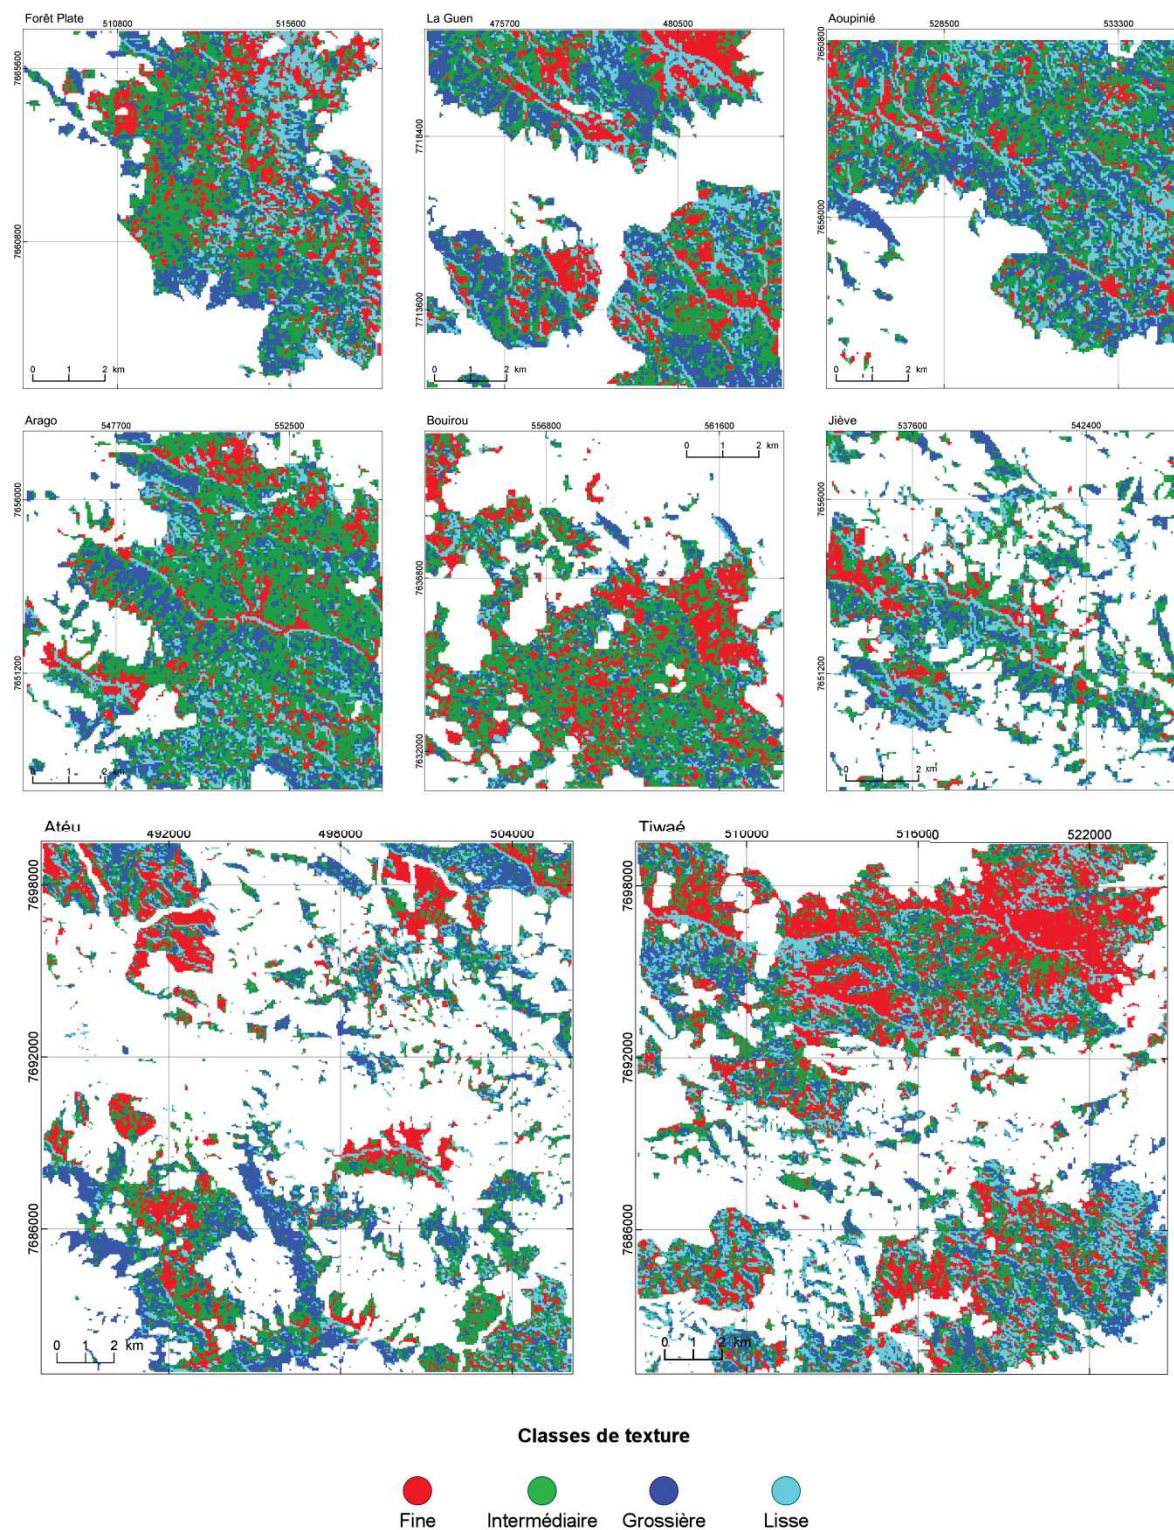 Forêt Plate
510800 515600
7665600
7660800
0 1 2 km
La Guen
475700 480500
7718400
7713600
0 1 2 km
Aoupinié
528500 533300
7660800
7656000
0 1 2 km
Arago
547700 552500
7656000
7651200
0 1 2 km
Bouirou
556800 561600
0 1 2 km
7636800
7632000
Jiève
537600 542400
7656000
7651200
0 1 2 km
Atéu
492000 498000 504000
7698000
7692000
7686000
0 1 2 km
Tiwaé
510000 516000 522000
7698000
7692000
7686000
0 1 2 km
Classes de texture
Fine Intermédiaire Grossière Lisse